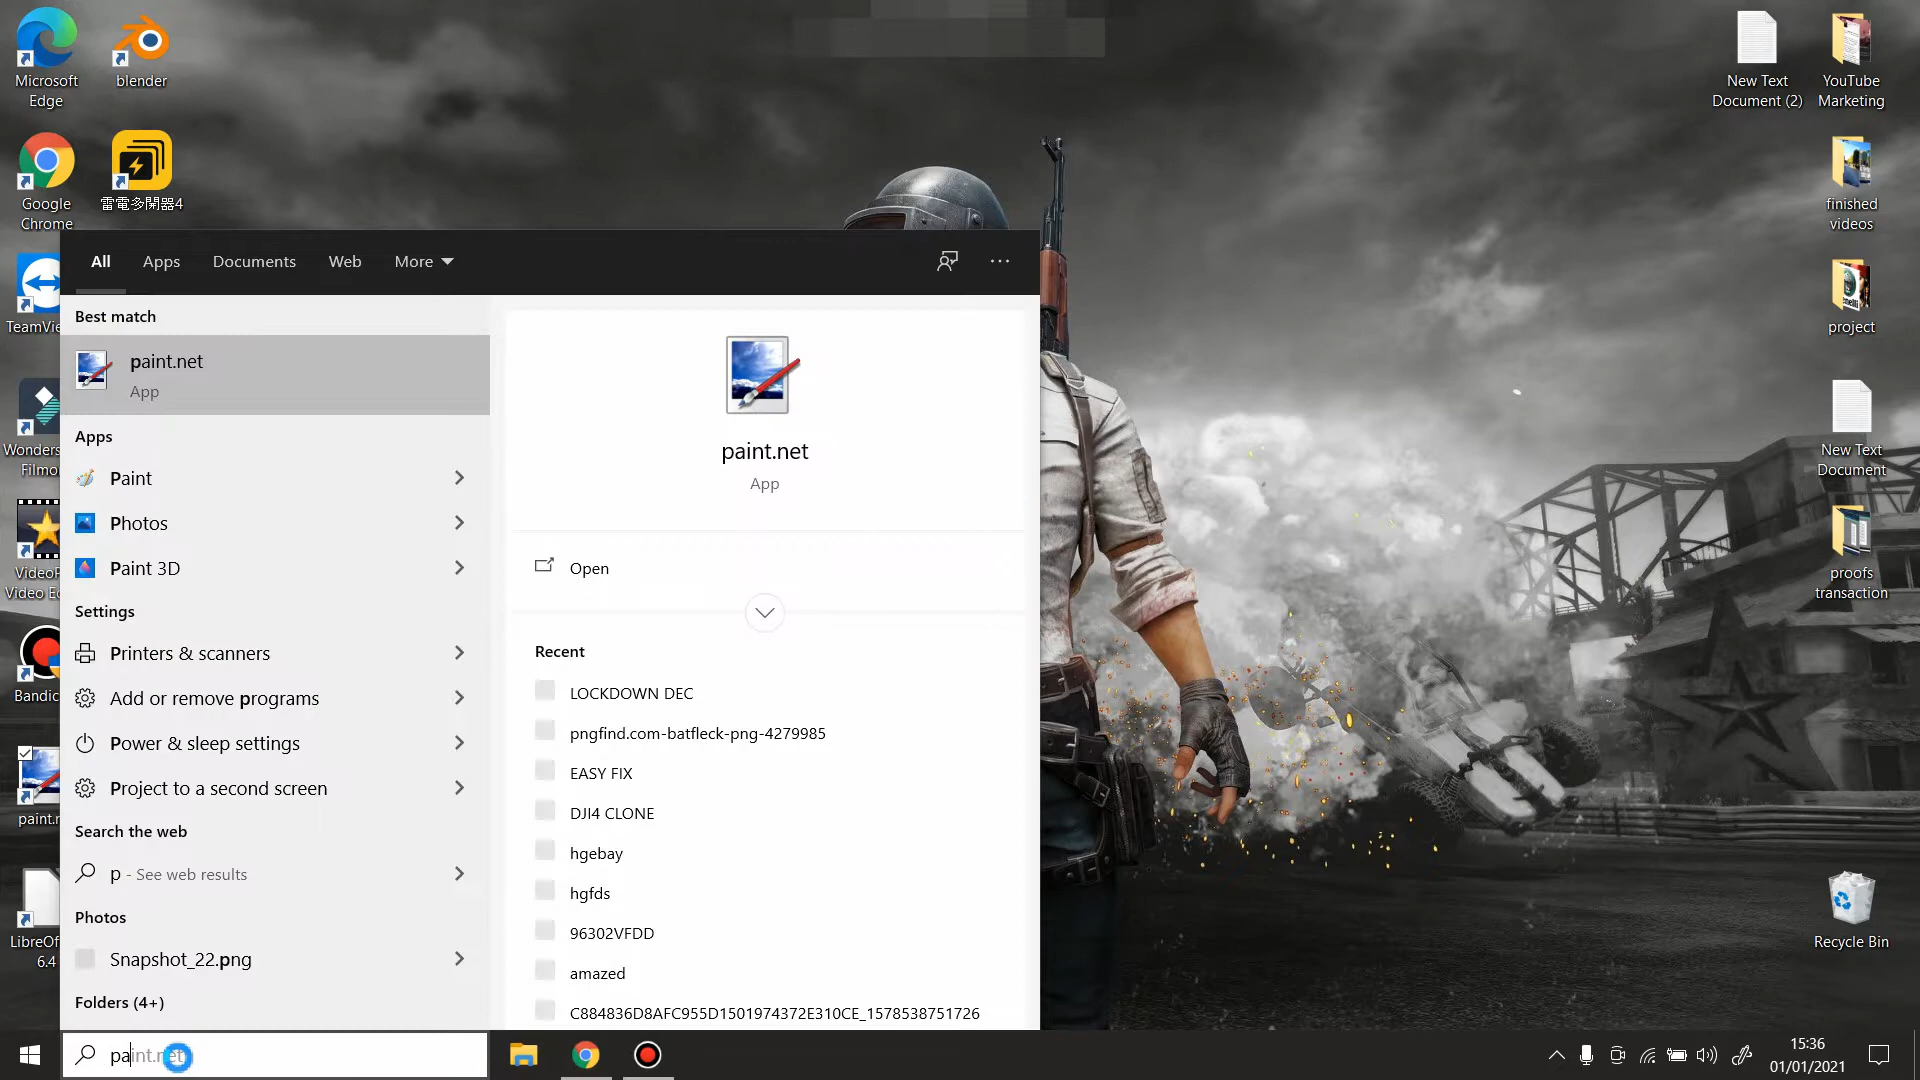 Microsoft
Edge
blender
Google
Chrome
雷電多開器4
TeamVie
Wonders
Filmo
VideoP
Video Ed
Bandic
paint.n
LibreOf
6.4
New Text
Document (2)
YouTube
Marketing
finished
videos
project
New Text
Document
proofs
transaction
Recycle Bin
All
Apps
Documents
Web
More
Best match
paint.net
App
Apps
Paint
Photos
Paint 3D
Settings
Printers & scanners
Add or remove programs
Power & sleep settings
Project to a second screen
Search the web
p - See web results
Photos
Snapshot_22.png
Folders (4+)
paint.net
App
Open
Recent
LOCKDOWN DEC
pngfind.com-batfleck-png-4279985
EASY FIX
DJI4 CLONE
hgebay
hgfds
96302VFDD
amazed
C884836D8AFC955D1501974372E310CE_1578538751726
paint.net
15:36
01/01/2021